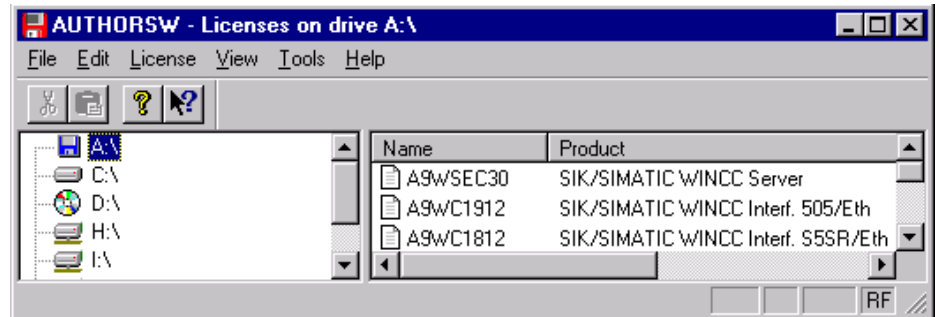 AUTHORSW - Licenses on drive A:\
File Edit License View Tools Help
A:\
C:\
D:\
H:\
I:\
Name Product
A9WSEC30 SIK/SIMATIC WINCC Server
A9WC1912 SIK/SIMATIC WINCC Interf. 505/Eth
A9WC1812 SIK/SIMATIC WINCC Interf. S5SR/Eth
RF